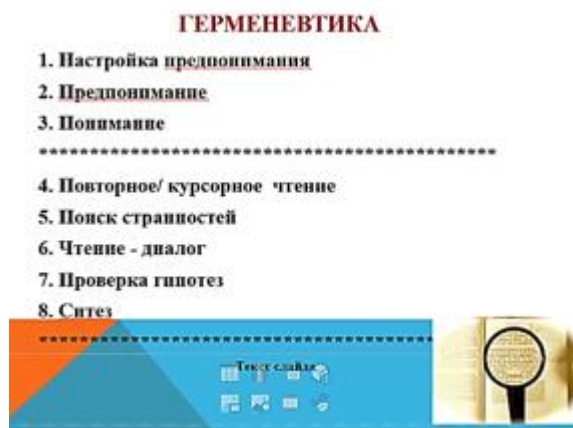 ГЕРМЕНЕВТИКА
1. Настройка предпонимания
2. Предпонимание
3. Понимание
********************************************
4. Повторное/ курсорное чтение
5. Поиск странностей
6. Чтение - диалог
7. Проверка гипотез
8. Ситез
**************************************
Текст слайда